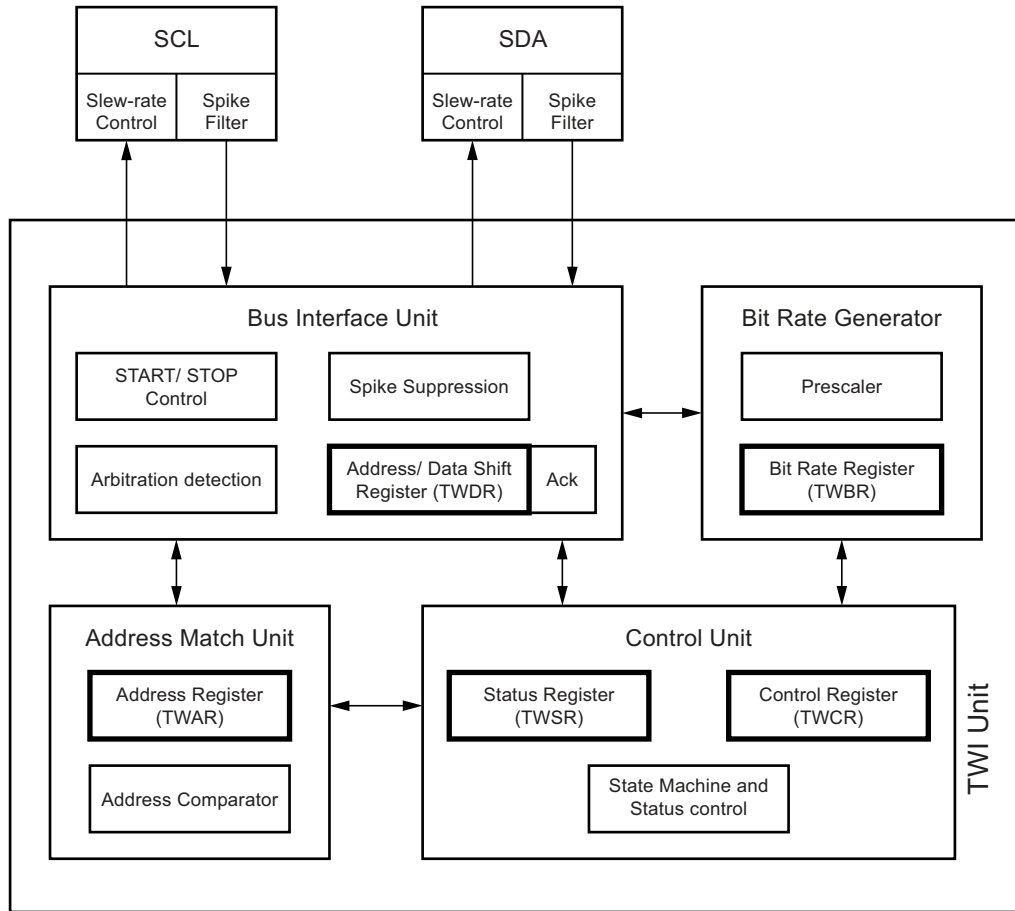 SCL
Slew-rate
Control
Spike
Filter
SDA
Slew-rate
Control
Spike
Filter
Bus Interface Unit
START/ STOP
Control
Spike Suppression
Arbitration detection
Address/ Data Shift
Register (TWDR)
Ack
Bit Rate Generator
Prescaler
Bit Rate Register
(TWBR)
Address Match Unit
Address Register
(TWAR)
Address Comparator
Control Unit
Status Register
(TWSR)
Control Register
(TWCR)
State Machine and
Status control
TWI Unit